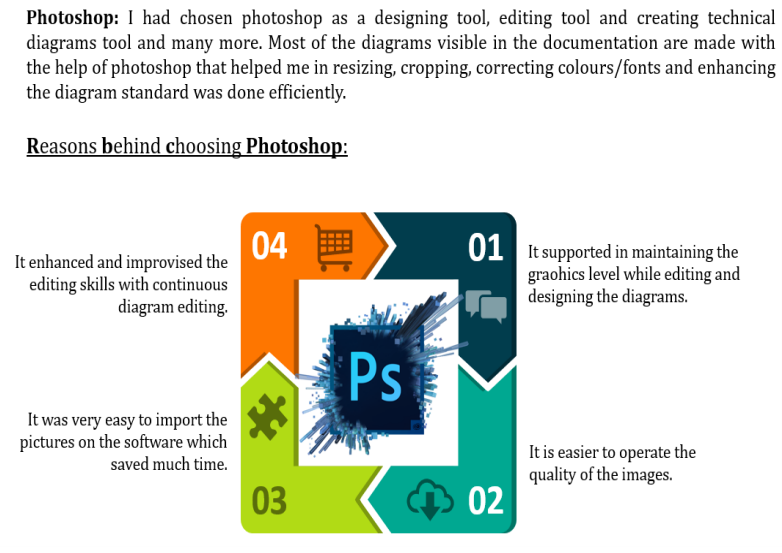 Photoshop: I had chosen photoshop as a designing tool, editing tool and creating technical
diagrams tool and many more. Most of the diagrams visible in the documentation are made with
the help of photoshop that helped me in resizing, cropping, correcting colours/fonts and enhancing
the diagram standard was done efficiently.
Reasons behind choosing Photoshop:
01
It supported in maintaining the
graohics level while editing and
designing the diagrams.
02
It is easier to operate the
quality of the images.
03
It was very easy to import the
pictures on the software which
saved much time.
04
It enhanced and improvised the
editing skills with continuous
diagram editing.
Ps